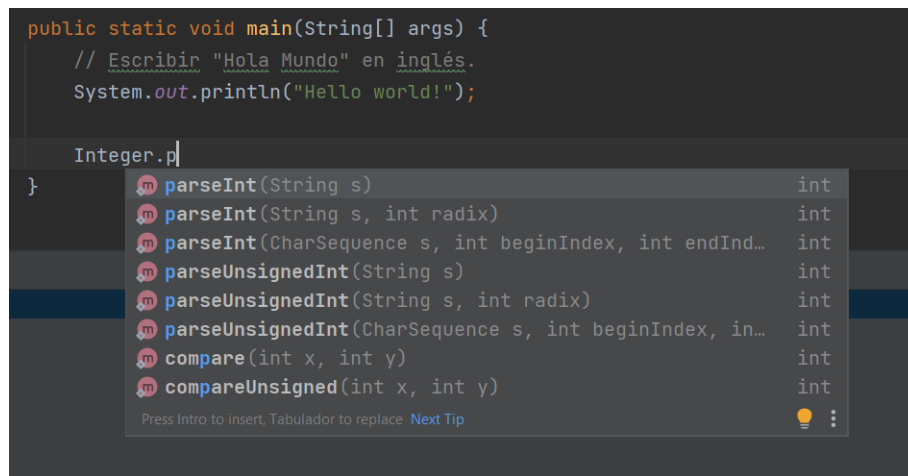 public static void main(String[] args) {
// Escribir "Hola Mundo" en inglés.
System.out.println("Hello world!");
Integer.p
}
parseInt(String s) int
parseInt(String s, int radix) int
parseInt(CharSequence s, int beginIndex, int endInd… int
parseUnsignedInt(String s) int
parseUnsignedInt(String s, int radix) int
parseUnsignedInt(CharSequence s, int beginIndex, in… int
compare(int x, int y) int
compareUnsigned(int x, int y) int
Press Intro to insert, Tabulador to replace Next Tip